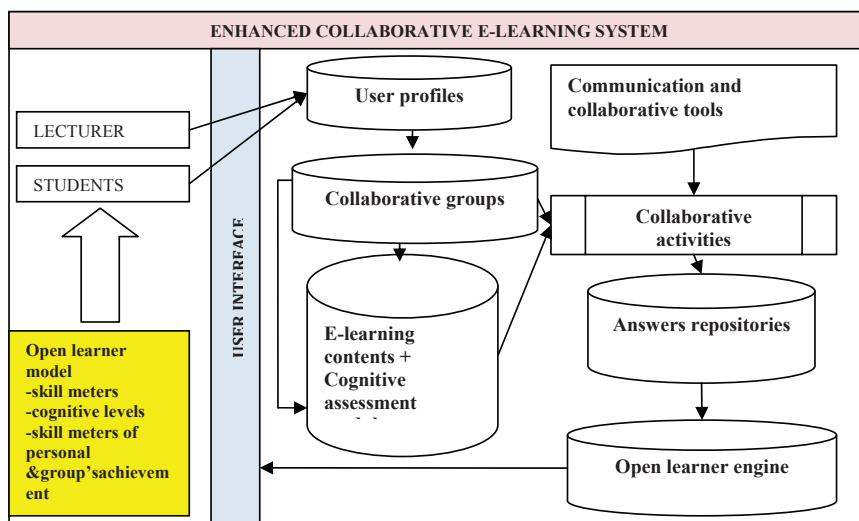 ENHANCED COLLABORATIVE E-LEARNING SYSTEM
LECTURER
STUDENTS
Open learner
model
-skill meters
-cognitive levels
-skill meters of
personal
&group'sachievem
ent
USER INTERFACE
User profiles
Collaborative groups
E-learning
contents +
Cognitive
assessment
Communication and
collaborative tools
Collaborative
activities
Answers repositories
Open learner engine